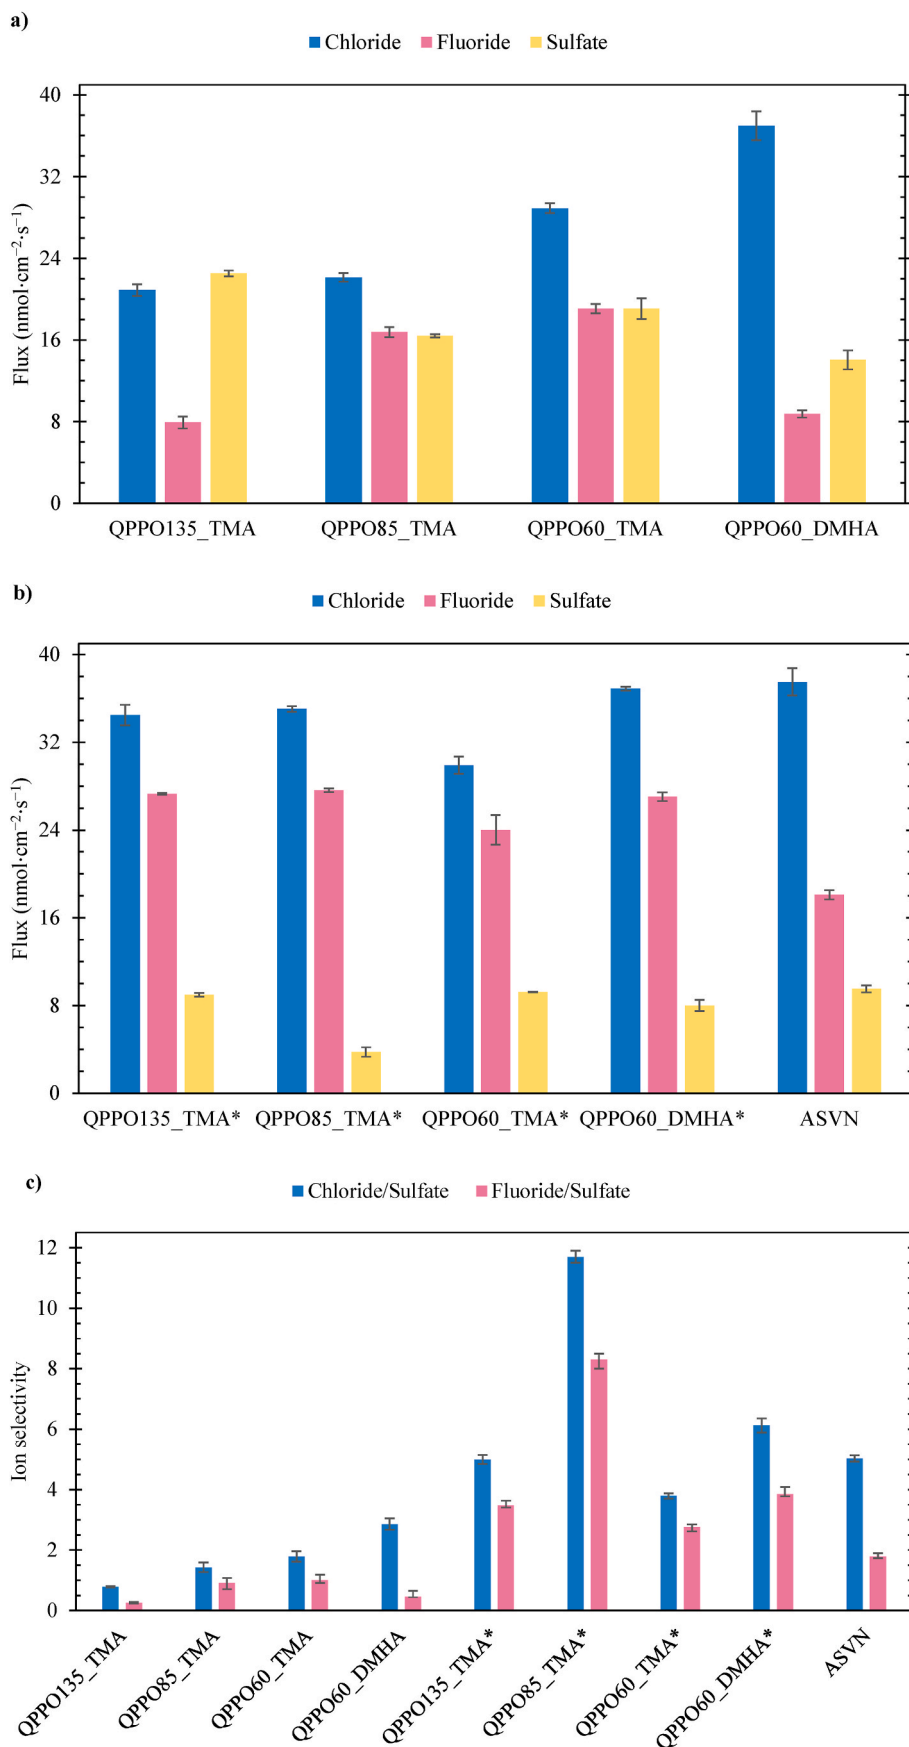 a)
Chloride Fluoride Sulfate
40
32
24
16
8
0
Flux (nmol·cm⁻²·s⁻¹)
QPPO135_TMA QPPO85_TMA QPPO60_TMA QPPO60_DMHA
b)
Chloride Fluoride Sulfate
40
32
24
16
8
0
Flux (nmol·cm⁻²·s⁻¹)
QPPO135_TMA* QPPO85_TMA* QPPO60_TMA* QPPO60_DMHA* ASVN
c)
Chloride/Sulfate Fluoride/Sulfate
12
10
8
6
4
2
0
Ion selectivity
QPPO135_TMA
QPPO85_TMA
QPPO60_TMA
QPPO60_DMHA
QPPO135_TMA*
QPPO85_TMA*
QPPO60_TMA*
QPPO60_DMHA*
ASVN